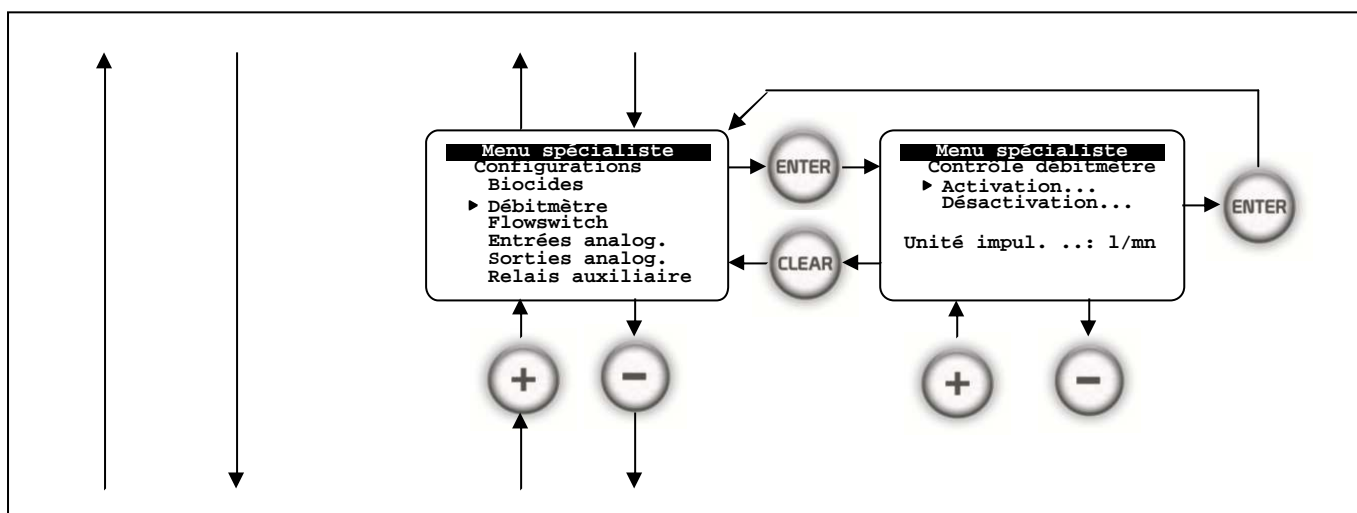 Menu spécialiste
Configurations
Biocides
Débitmètre
Flowswitch
Entrées analog.
Sorties analog.
Relais auxiliaire
ENTER
CLEAR
Menu spécialiste
Contrôle débitmétre
Activation...
Désactivation...
Unité impul. ..: l/mn
ENTER
+
-
+
-